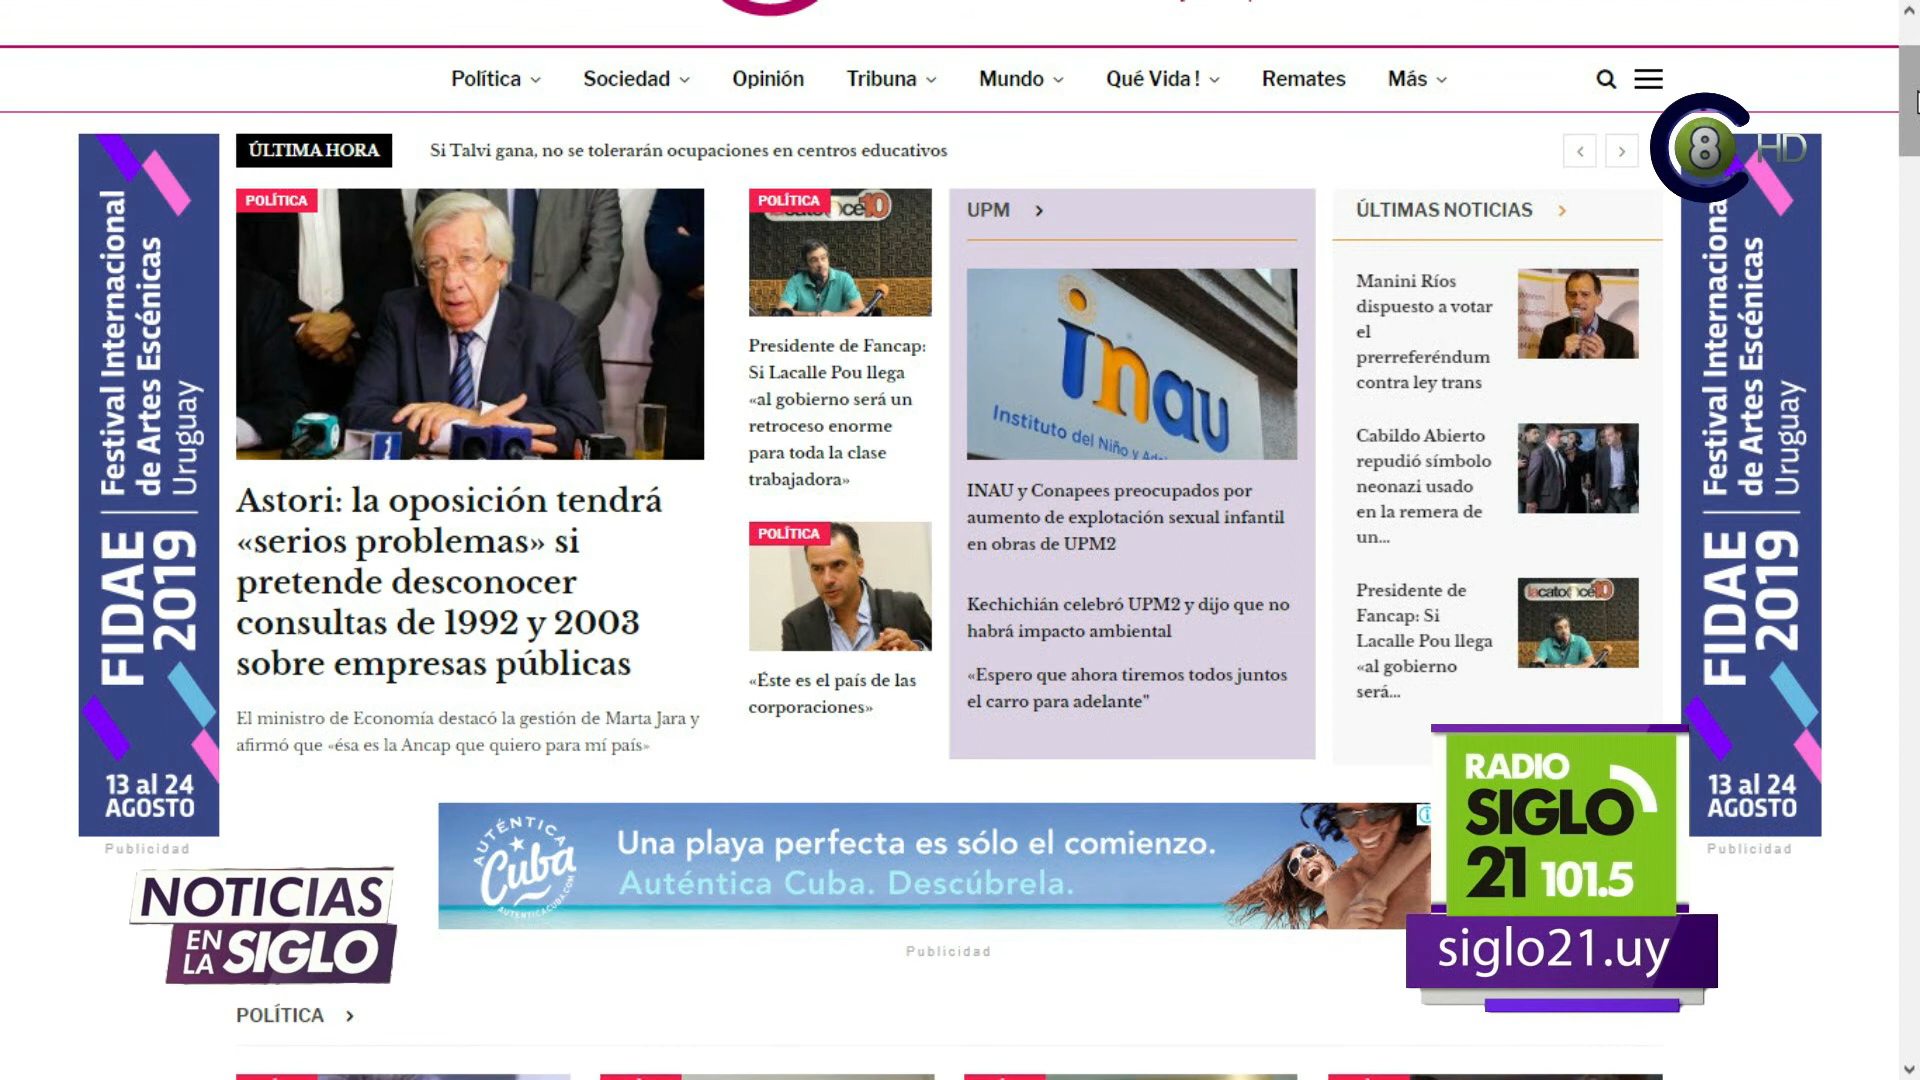 Política
Sociedad
Opinión
Tribuna
Mundo
Qué Vida !
Remates
Más
8 HD
ÚLTIMA HORA
Si Talvi gana, no se tolerarán ocupaciones en centros educativos
FIDAE 2019
Festival Internacional
de Artes Escénicas
Uruguay
13 al 24
AGOSTO
Publicidad
POLÍTICA
Astori: la oposición tendrá
«serios problemas» si
pretende desconocer
consultas de 1992 y 2003
sobre empresas públicas
El ministro de Economía destacó la gestión de Marta Jara y
afirmó que «ésa es la Ancap que quiero para mí país»
POLÍTICA
Presidente de Fancap:
Si Lacalle Pou llega
«al gobierno será un
retroceso enorme
para toda la clase
trabajadora»
POLÍTICA
«Éste es el país de las
corporaciones»
UPM
inau
Instituto del Niño y
INAU y Conapees preocupados por
aumento de explotación sexual infantil
en obras de UPM2
Kechichián celebró UPM2 y dijo que no
habrá impacto ambiental
«Espero que ahora tiremos todos juntos
el carro para adelante"
ÚLTIMAS NOTICIAS
Manini Ríos
dispuesto a votar
el
prerreferéndum
contra ley trans
Cabildo Abierto
repudió símbolo
neonazi usado
en la remera de
un...
Presidente de
Fancap: Si
Lacalle Pou llega
«al gobierno
será...
lacatorce10
FIDAE 2019
Festival Internacional
de Artes Escénicas
Uruguay
13 al 24
AGOSTO
Publicidad
AUTÉNTICA
Cuba
AUTENTICACUBA.COM
Una playa perfecta es sólo el comienzo.
Auténtica Cuba. Descúbrela.
Publicidad
NOTICIAS
EN LA SIGLO
RADIO
SIGLO
21 101.5
siglo21.uy
POLÍTICA